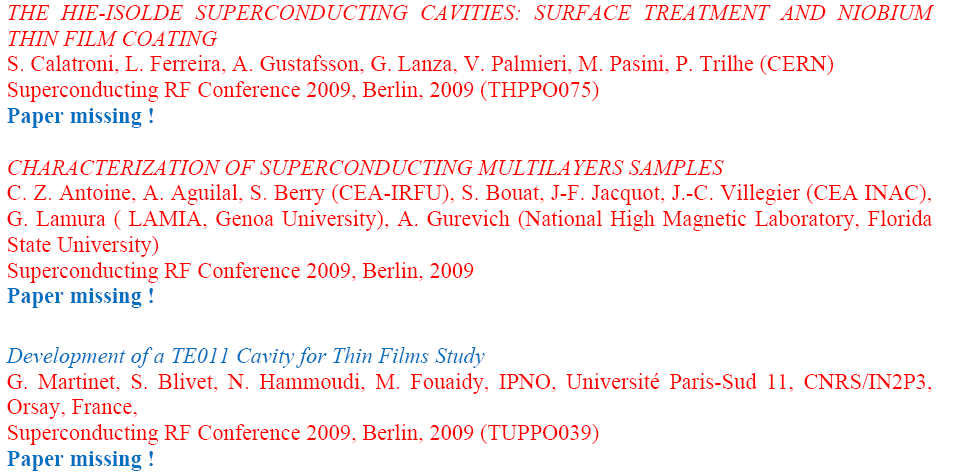 THE HIE-ISOLDE SUPERCONDUCTING CAVITIES: SURFACE TREATMENT AND NIOBIUM
THIN FILM COATING
S. Calatroni, L. Ferreira, A. Gustafsson, G. Lanza, V. Palmieri, M. Pasini, P. Trilhe (CERN)
Superconducting RF Conference 2009, Berlin, 2009 (THPPO075)
Paper missing !
CHARACTERIZATION OF SUPERCONDUCTING MULTILAYERS SAMPLES
C. Z. Antoine, A. Aguilal, S. Berry (CEA-IRFU), S. Bouat, J-F. Jacquot, J.-C. Villegier (CEA INAC),
G. Lamura ( LAMIA, Genoa University), A. Gurevich (National High Magnetic Laboratory, Florida
State University)
Superconducting RF Conference 2009, Berlin, 2009
Paper missing !
Development of a TE011 Cavity for Thin Films Study
G. Martinet, S. Blivet, N. Hammoudi, M. Fouaidy, IPNO, Université Paris-Sud 11, CNRS/IN2P3,
Orsay, France,
Superconducting RF Conference 2009, Berlin, 2009 (TUPPO039)
Paper missing !